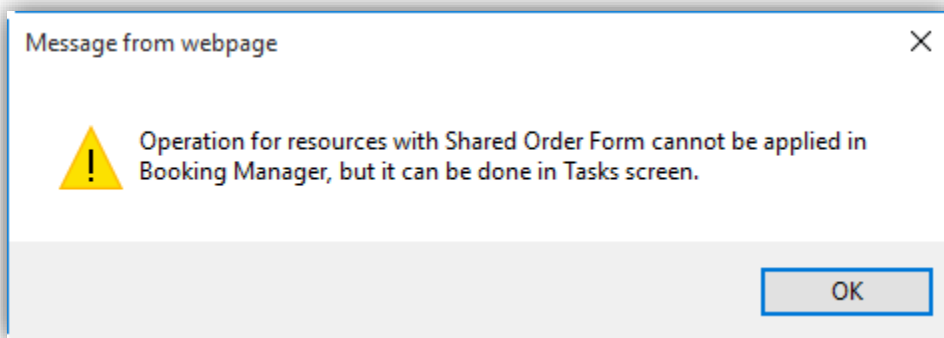 Message from webpage
Operation for resources with Shared Order Form cannot be applied in
Booking Manager, but it can be done in Tasks screen.
OK